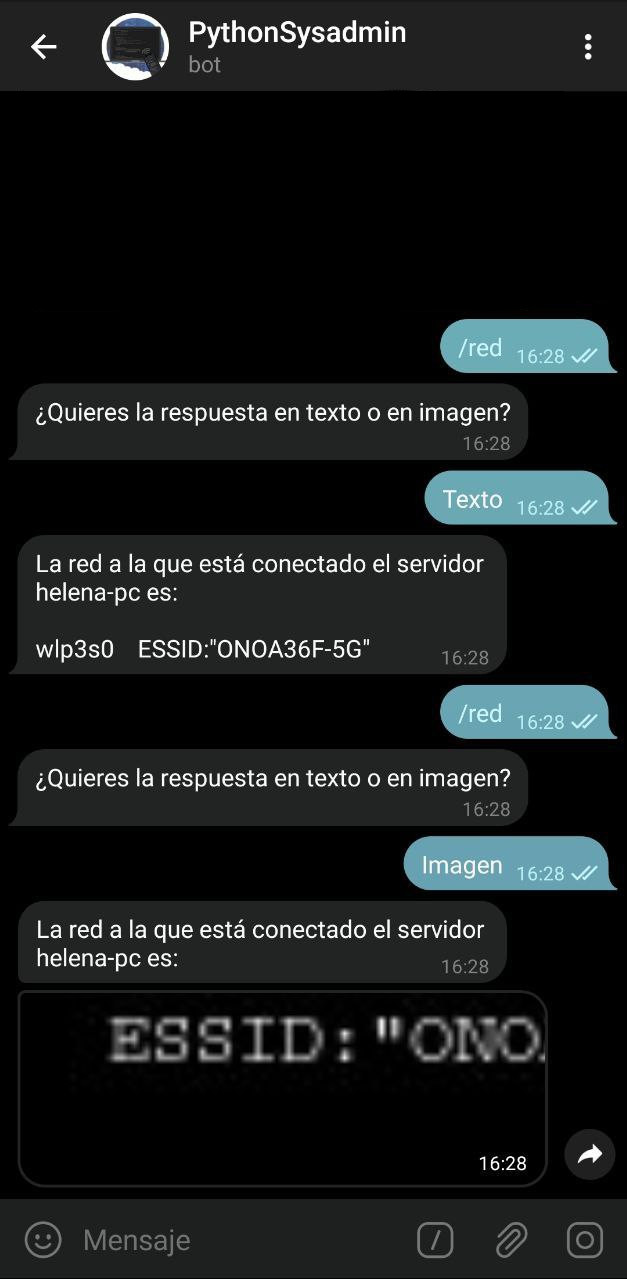 PythonSysadmin
bot
/red 16:28
¿Quieres la respuesta en texto o en imagen?
16:28
Texto 16:28
La red a la que está conectado el servidor
helena-pc es:
wlp3s0 ESSID:"ONOA36F-5G"
16:28
/red 16:28
¿Quieres la respuesta en texto o en imagen?
16:28
Imagen 16:28
La red a la que está conectado el servidor
helena-pc es:
16:28
ESSID:"ONO
16:28
Mensaje